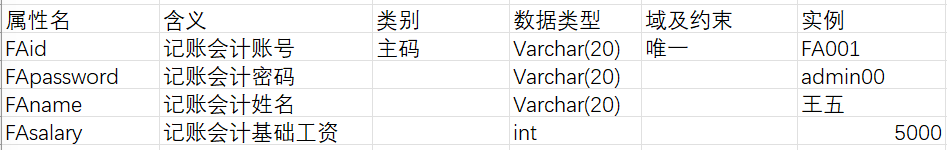 属性名 含义 类别 数据类型 域及约束 实例
FAid 记账会计账号 主码 Varchar(20) 唯一 FA001
FApassword 记账会计密码 Varchar(20) admin00
FAname 记账会计姓名 Varchar(20) 王五
FAsalary 记账会计基础工资 int 5000